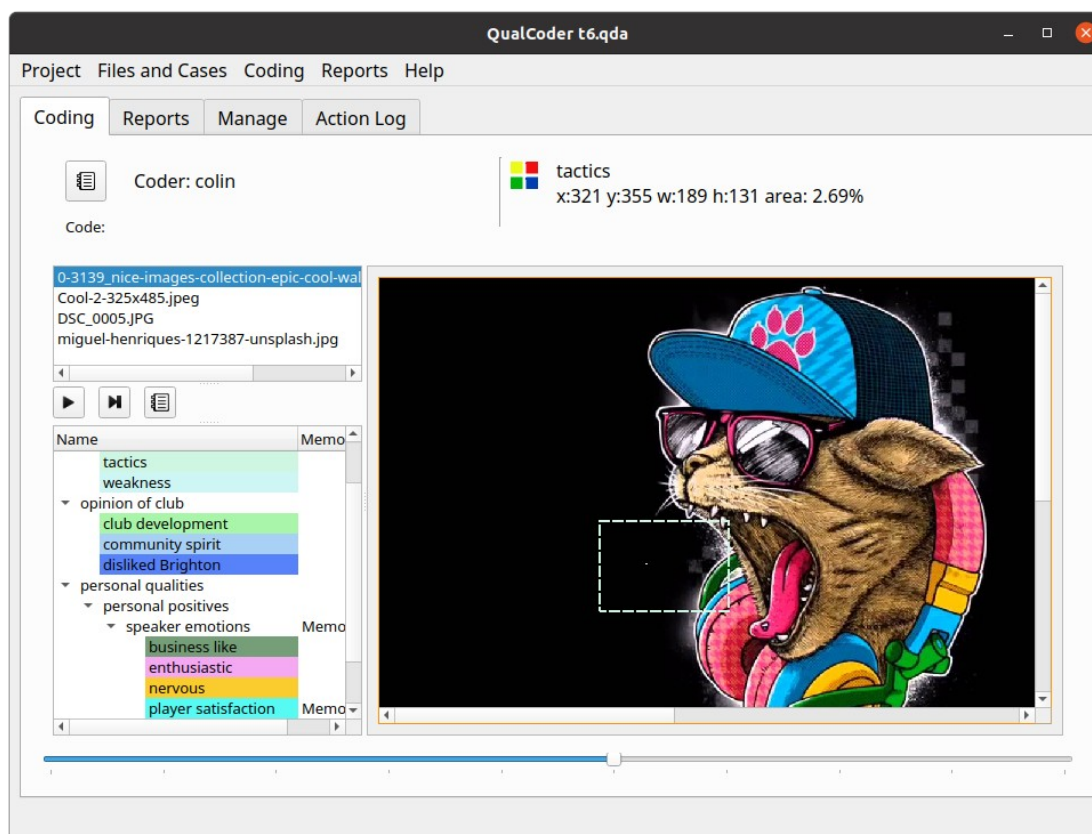 QualCoder t6.qda
Project Files and Cases Coding Reports Help
Coding Reports Manage Action Log
Coder: colin
tactics
x:321 y:355 w:189 h:131 area: 2.69%
Code:
0-3139_nice-images-collection-epic-cool-wal
Cool-2-325x485.jpeg
DSC_0005.JPG
miguel-henriques-1217387-unsplash.jpg
Name Memo
tactics
weakness
opinion of club
club development
community spirit
disliked Brighton
personal qualities
personal positives
speaker emotions Memo
business like
enthusiastic
nervous
player satisfaction Memo